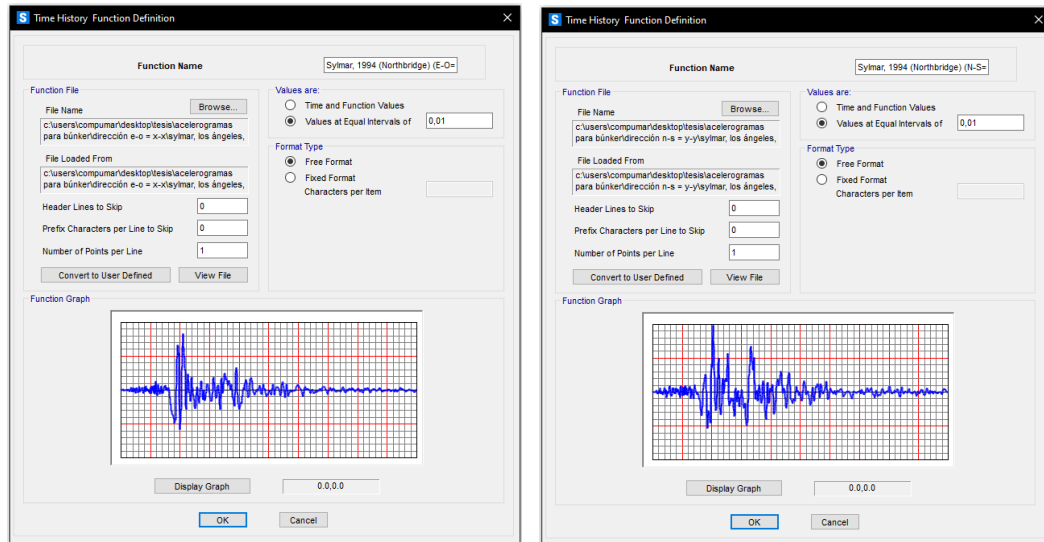 S Time History Function Definition
Function Name
Sylmar, 1994 (Northbridge) (E-O=
Function File
File Name
Browse...
c:\users\compumar\desktop\tesis\acelerogramas
para búnker\dirección e-o = x-x\sylmar, los ángeles,
File Loaded From
c:\users\compumar\desktop\tesis\acelerogramas
para búnker\dirección e-o = x-x\sylmar, los ángeles,
Header Lines to Skip
0
Prefix Characters per Line to Skip
0
Number of Points per Line
1
Convert to User Defined
View File
Values are:
Time and Function Values
Values at Equal Intervals of
0,01
Format Type
Free Format
Fixed Format
Characters per Item
Function Graph
Display Graph
0.0,0.0
OK
Cancel
S Time History Function Definition
Function Name
Sylmar, 1994 (Northbridge) (N-S=
Function File
File Name
Browse...
c:\users\compumar\desktop\tesis\acelerogramas
para búnker\dirección n-s = y-y\sylmar, los ángeles,
File Loaded From
c:\users\compumar\desktop\tesis\acelerogramas
para búnker\dirección n-s = y-y\sylmar, los ángeles,
Header Lines to Skip
0
Prefix Characters per Line to Skip
0
Number of Points per Line
1
Convert to User Defined
View File
Values are:
Time and Function Values
Values at Equal Intervals of
0,01
Format Type
Free Format
Fixed Format
Characters per Item
Function Graph
Display Graph
0.0,0.0
OK
Cancel